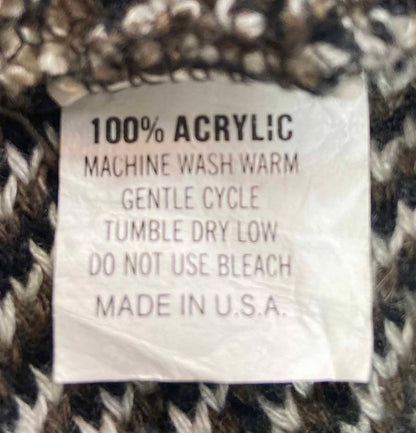 100% ACRYLIC
MACHINE WASH WARM
GENTLE CYCLE
TUMBLE DRY LOW
DO NOT USE BLEACH
MADE IN U.S.A.